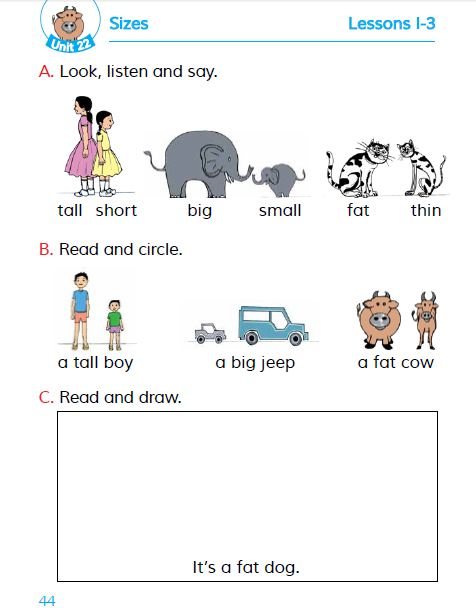 Unit 22
Sizes Lessons 1-3
A. Look, listen and say.
tall short big small fat thin
B. Read and circle.
a tall boy a big jeep a fat cow
C. Read and draw.
It's a fat dog.
44